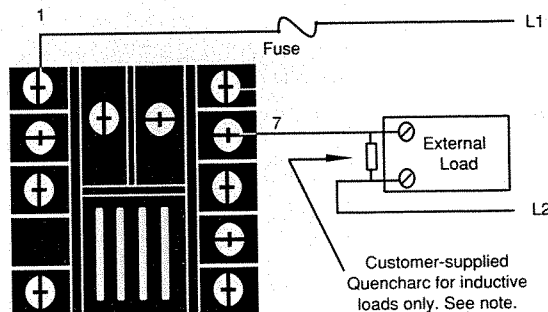 1
L1
Fuse
7
External
Load
L2
Customer-supplied
Quencharc for inductive
loads only. See note.